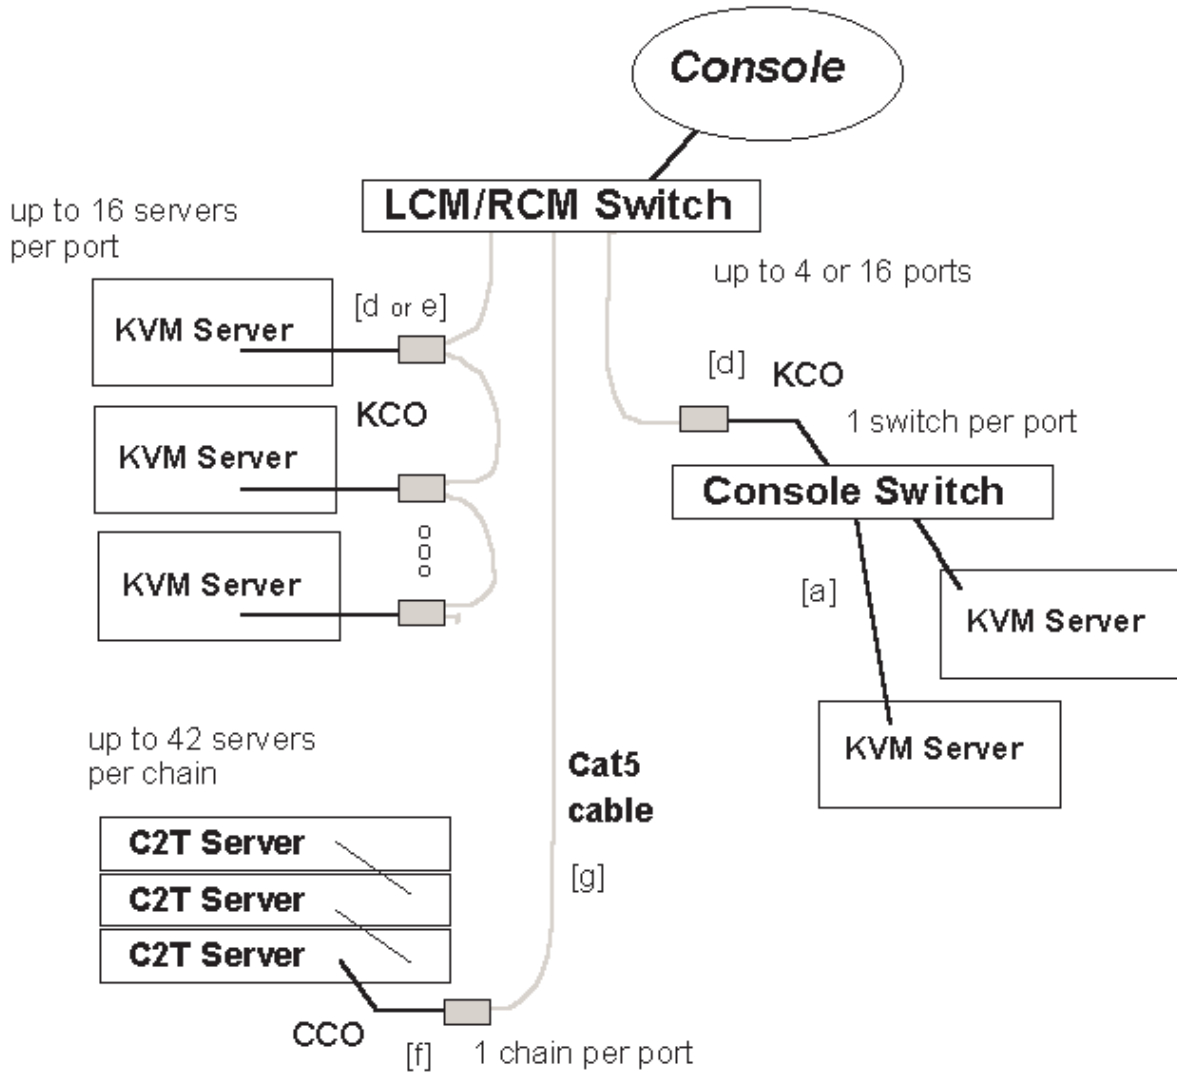 Console
LCM/RCM Switch
up to 16 servers
per port
up to 4 or 16 ports
KVM Server
[d or e]
KCO
KVM Server
ooo
KVM Server
[d]
KCO
1 switch per port
Console Switch
[a]
KVM Server
KVM Server
up to 42 servers
per chain
Cat5
cable
[g]
C2T Server
C2T Server
C2T Server
CCO
[f]
1 chain per port